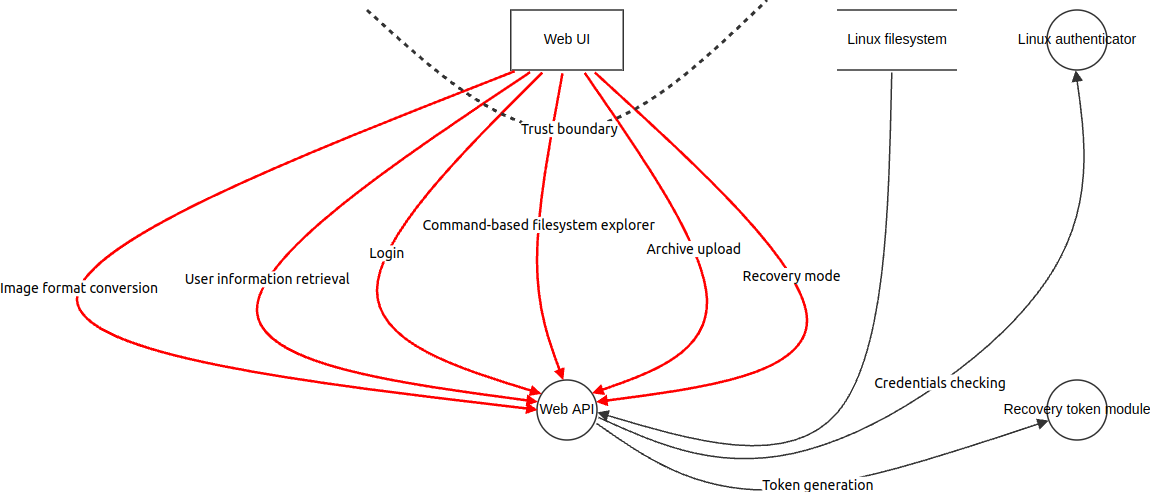 Web UI
Linux filesystem
Linux authenticator
Trust boundary
Command-based filesystem explorer
Login
Archive upload
User information retrieval
Recovery mode
Image format conversion
Credentials checking
Web API
Recovery token module
Token generation